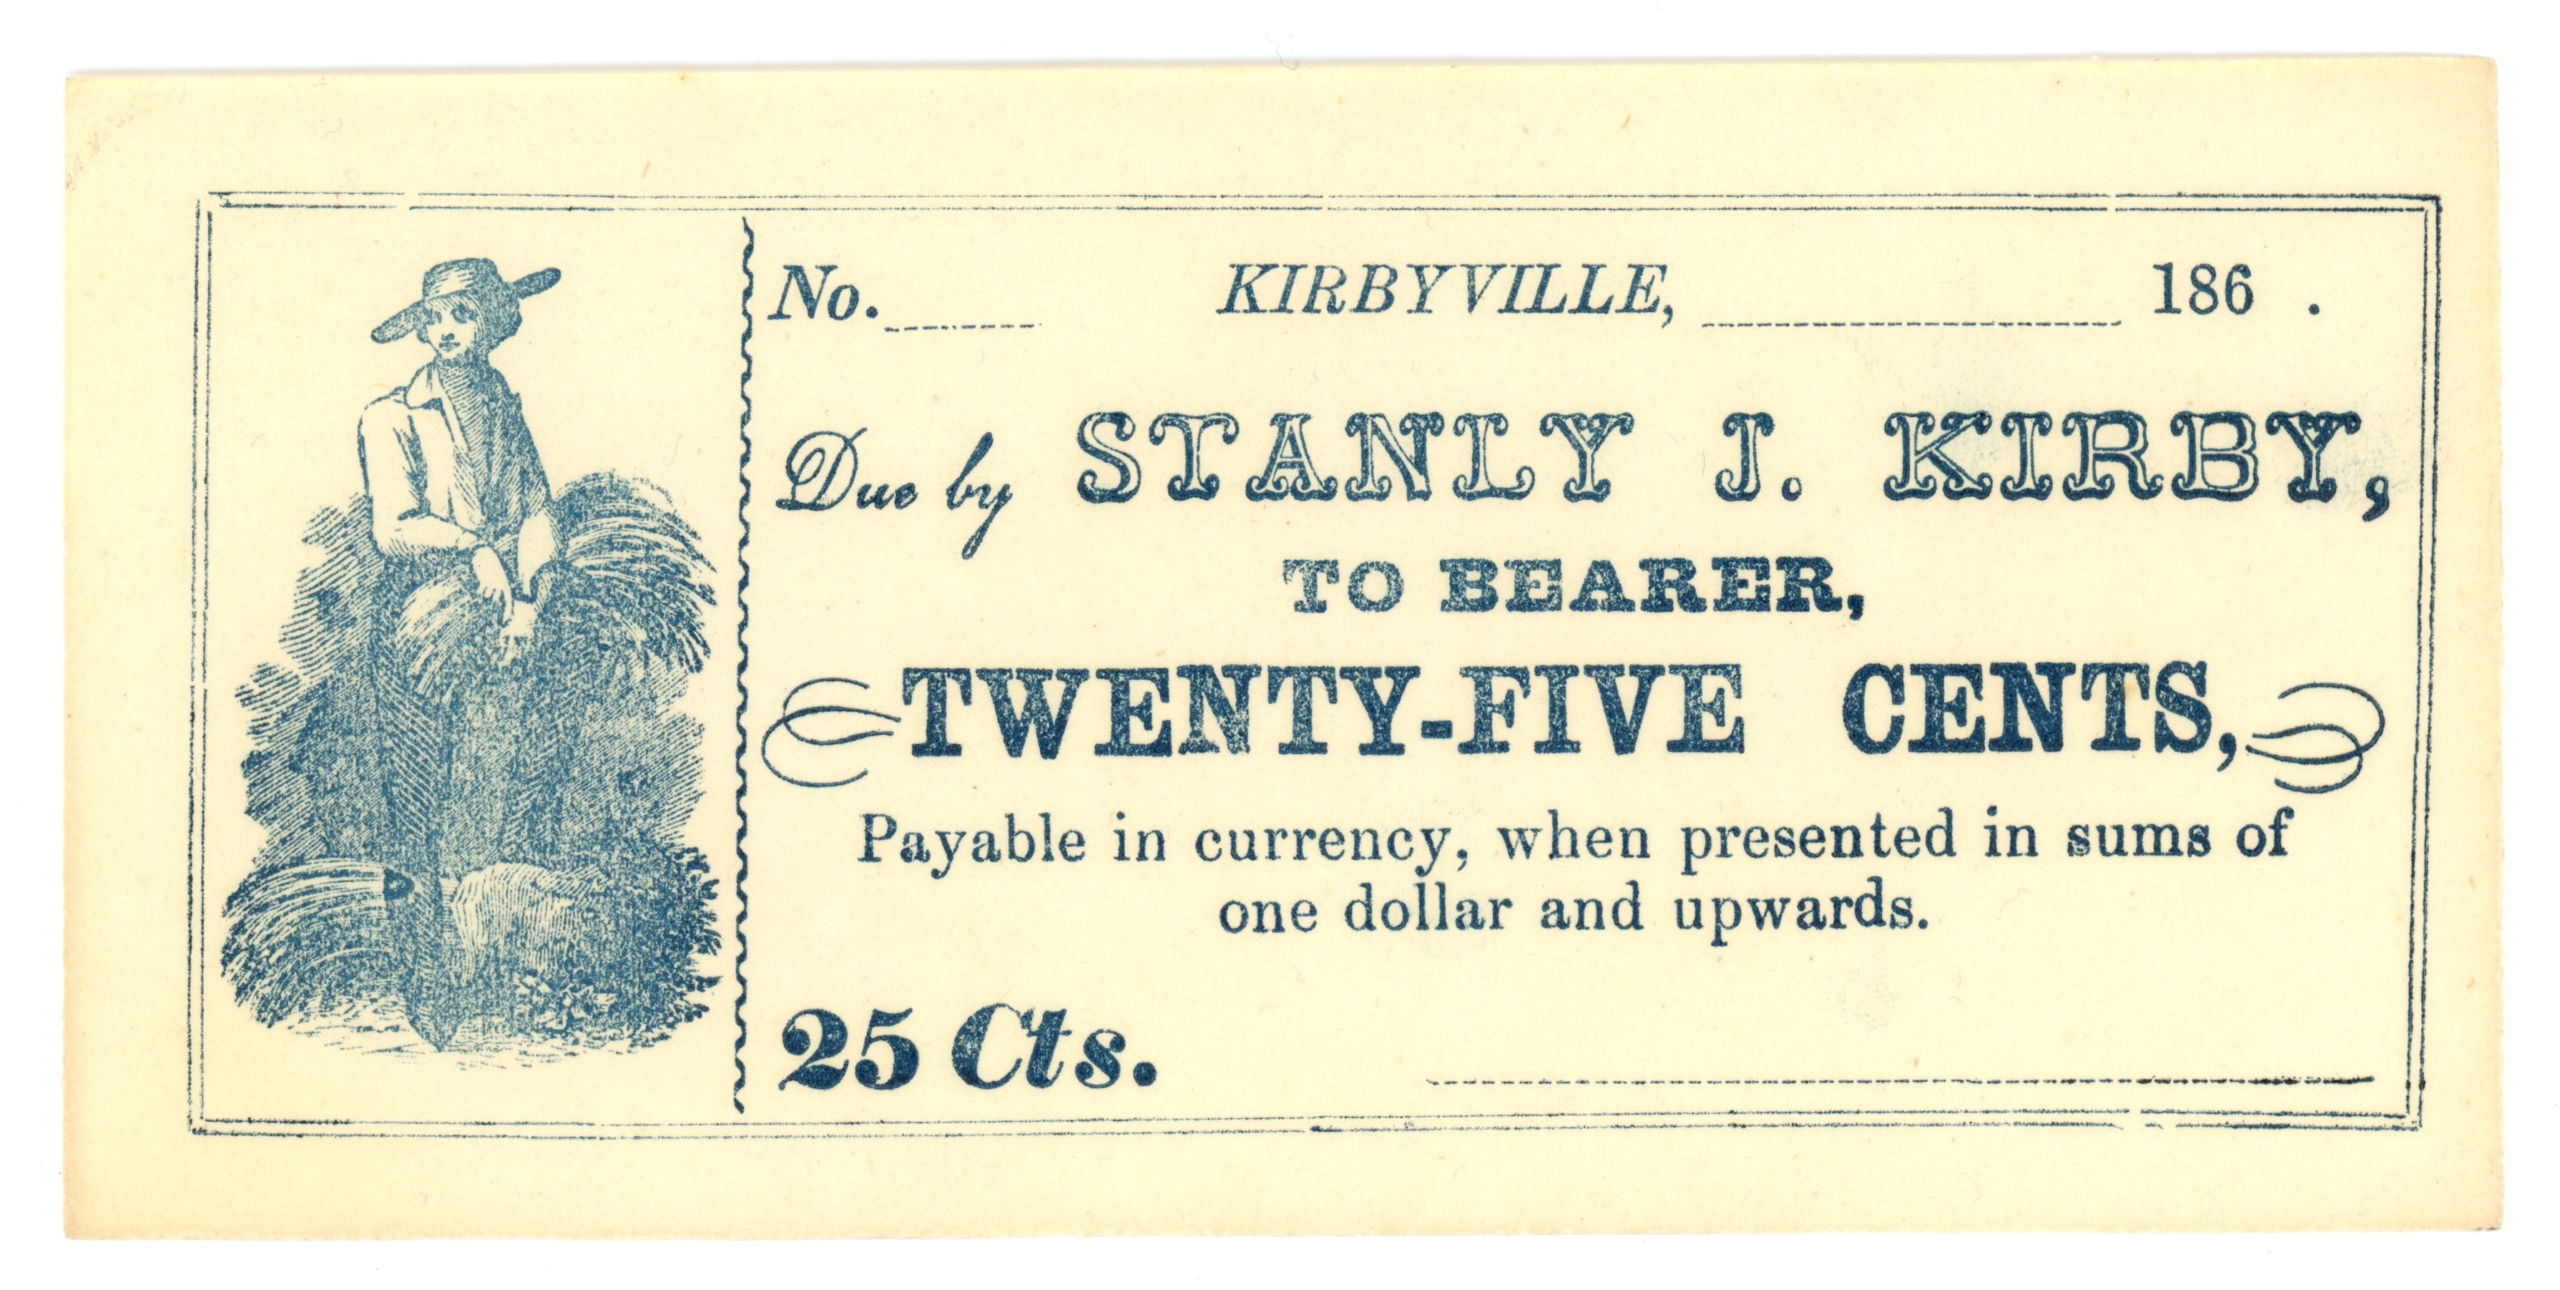 No. KIRBYVILLE, 186 .
Due by STANLY J. KIRBY,
TO BEARER,
TWENTY-FIVE CENTS,
Payable in currency, when presented in sums of
one dollar and upwards.
25 Cts.